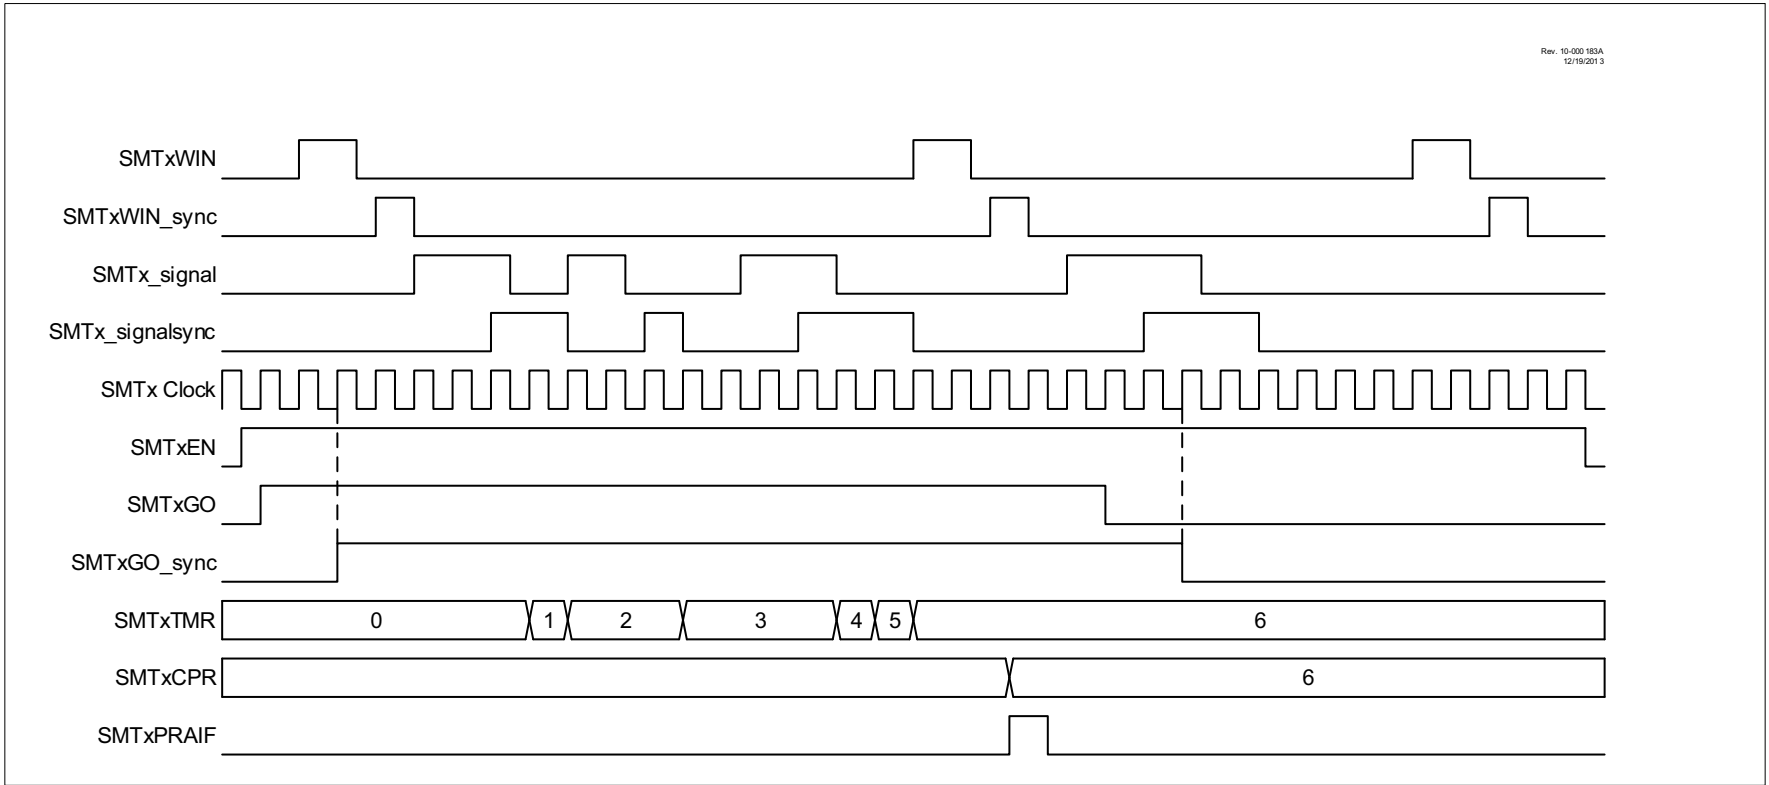 Rev. 10-000 183A
12/19/201 3
SMTxWIN
SMTxWIN_sync
SMTx_signal
SMTx_signalsync
SMTx Clock
SMTxEN
SMTxGO
SMTxGO_sync
SMTxTMR 0 1 2 3 4 5 6
SMTxCPR 6
SMTxPRAIF